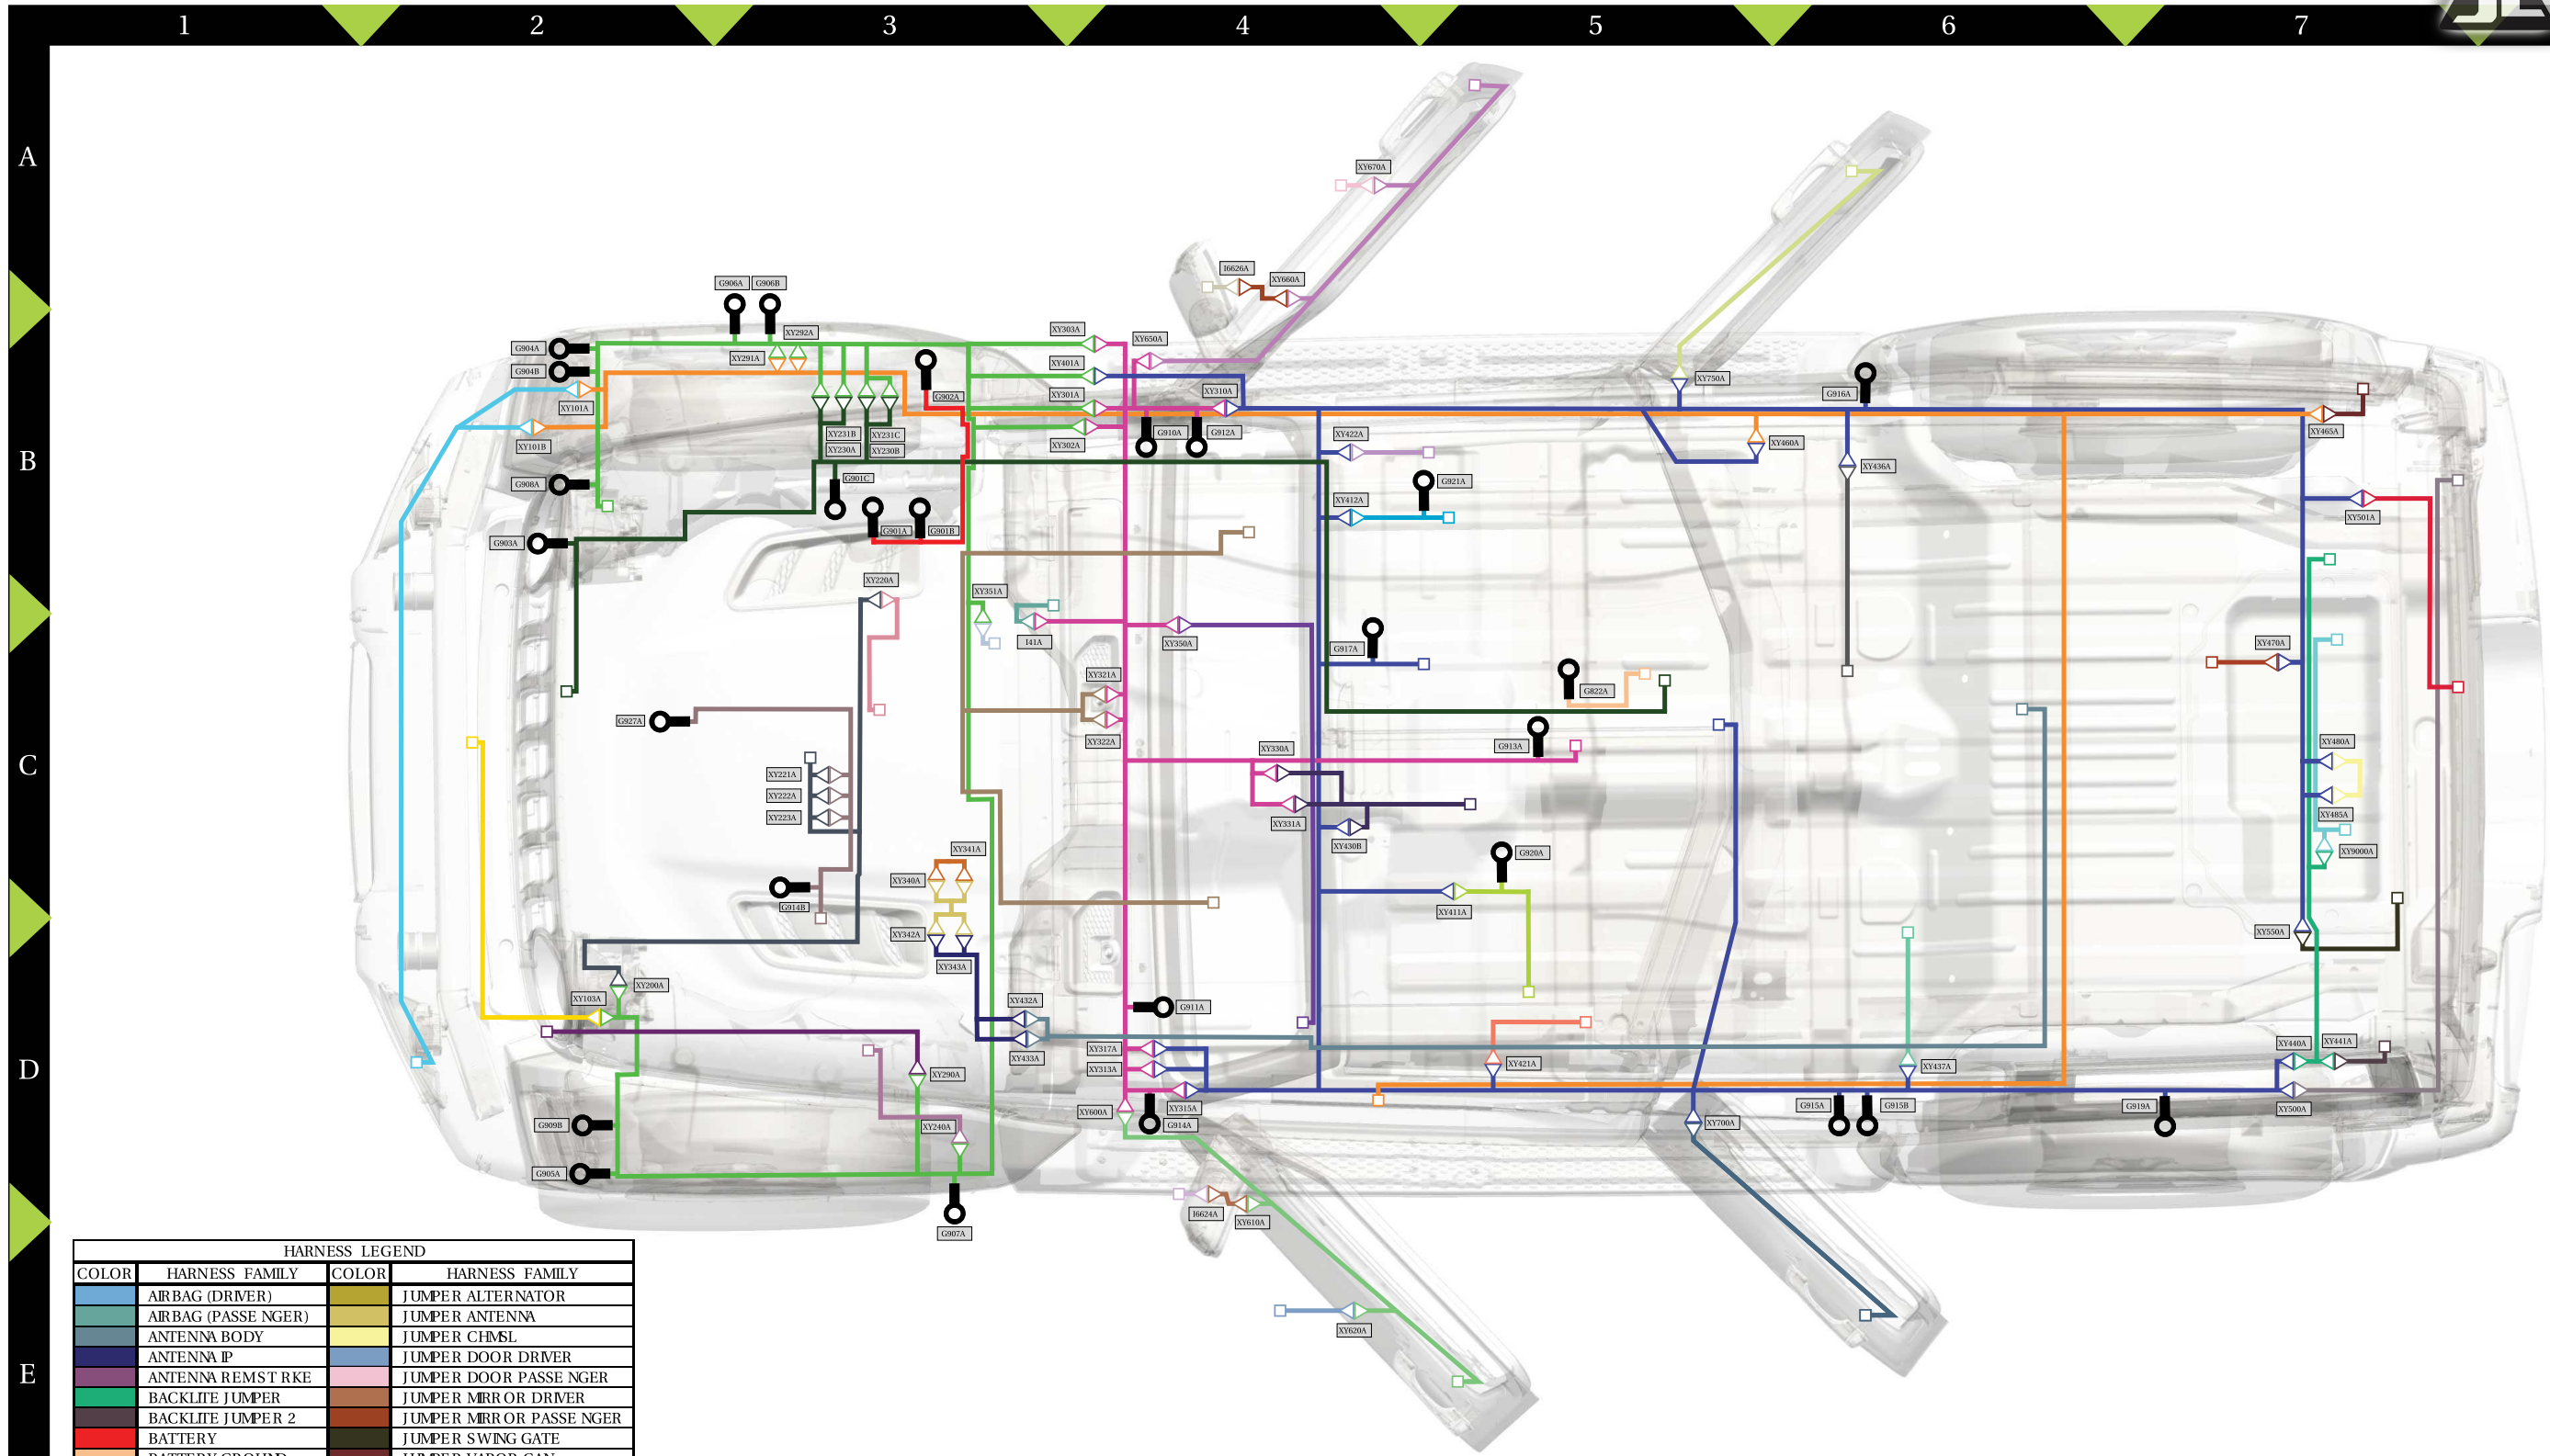 1 2 3 4 5 6 7
A
XY670A
I6626A
XY660A
G906A G906B
XY292A
XY303A
XY650A
G904A
XY291A
G904B
XY401A
XY750A
XY310A
G916A
G902A
XY301A
XY101A
XY465A
XY231B XY231C
G910A G912A
XY422A
XY302A
XY460A
XY101B
XY230A XY230B
B
XY436A
G901C
G921A
G908A
XY412A
XY501A
G901A G901B
G903A
XY220A
XY351A
I41A
XY350A
G917A
XY470A
XY321A
G822A
G927A
XY322A
XY330A
G913A
XY480A
C
XY221A
XY222A
XY223A
XY485A
XY331A
XY341A
XY430B
G920A
XY9000A
XY340A
G914B
XY411A
XY342A
XY550A
XY343A
XY200A
XY103A
XY432A
G911A
XY440A XY441A
XY317A
XY433A
XY421A
XY437A
D
XY313A
XY290A
G915A G915B
G919A
XY500A
XY600A
XY315A
XY700A
G909B
XY240A
G914A
G905A
I6624A
XY610A
G907A
HARNESS LEGEND
COLOR HARNESS FAMILY COLOR HARNESS FAMILY
AIRBAG (DRIVER) JUMPER ALTERNATOR
AIRBAG (PASSENGER) JUMPER ANTENNA
XY620A
ANTENNA BODY JUMPER CHMSL
ANTENNA IP JUMPER DOOR DRIVER
E
ANTENNA REMST RKE JUMPER DOOR PASSENGER
BACKLITE JUMPER JUMPER MIRROR DRIVER
BACKLITE JUMPER 2 JUMPER MIRROR PASSENGER
BATTERY JUMPER SWING GATE